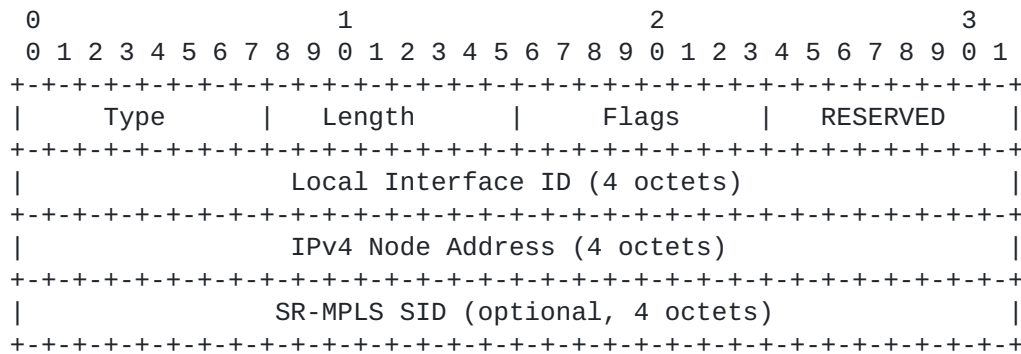 0                   1                   2                   3
 0 1 2 3 4 5 6 7 8 9 0 1 2 3 4 5 6 7 8 9 0 1 2 3 4 5 6 7 8 9 0 1
+-+-+-+-+-+-+-+-+-+-+-+-+-+-+-+-+-+-+-+-+-+-+-+-+-+-+-+-+-+-+-+-+
|     Type      |   Length      |     Flags     |   RESERVED    |
+-+-+-+-+-+-+-+-+-+-+-+-+-+-+-+-+-+-+-+-+-+-+-+-+-+-+-+-+-+-+-+-+
|                 Local Interface ID (4 octets)                 |
+-+-+-+-+-+-+-+-+-+-+-+-+-+-+-+-+-+-+-+-+-+-+-+-+-+-+-+-+-+-+-+-+
|                 IPv4 Node Address (4 octets)                  |
+-+-+-+-+-+-+-+-+-+-+-+-+-+-+-+-+-+-+-+-+-+-+-+-+-+-+-+-+-+-+-+-+
|                SR-MPLS SID (optional, 4 octets)               |
+-+-+-+-+-+-+-+-+-+-+-+-+-+-+-+-+-+-+-+-+-+-+-+-+-+-+-+-+-+-+-+-+